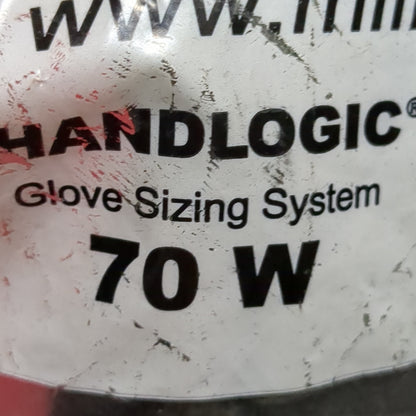 HANDLOGIC®
Glove Sizing System
70 W